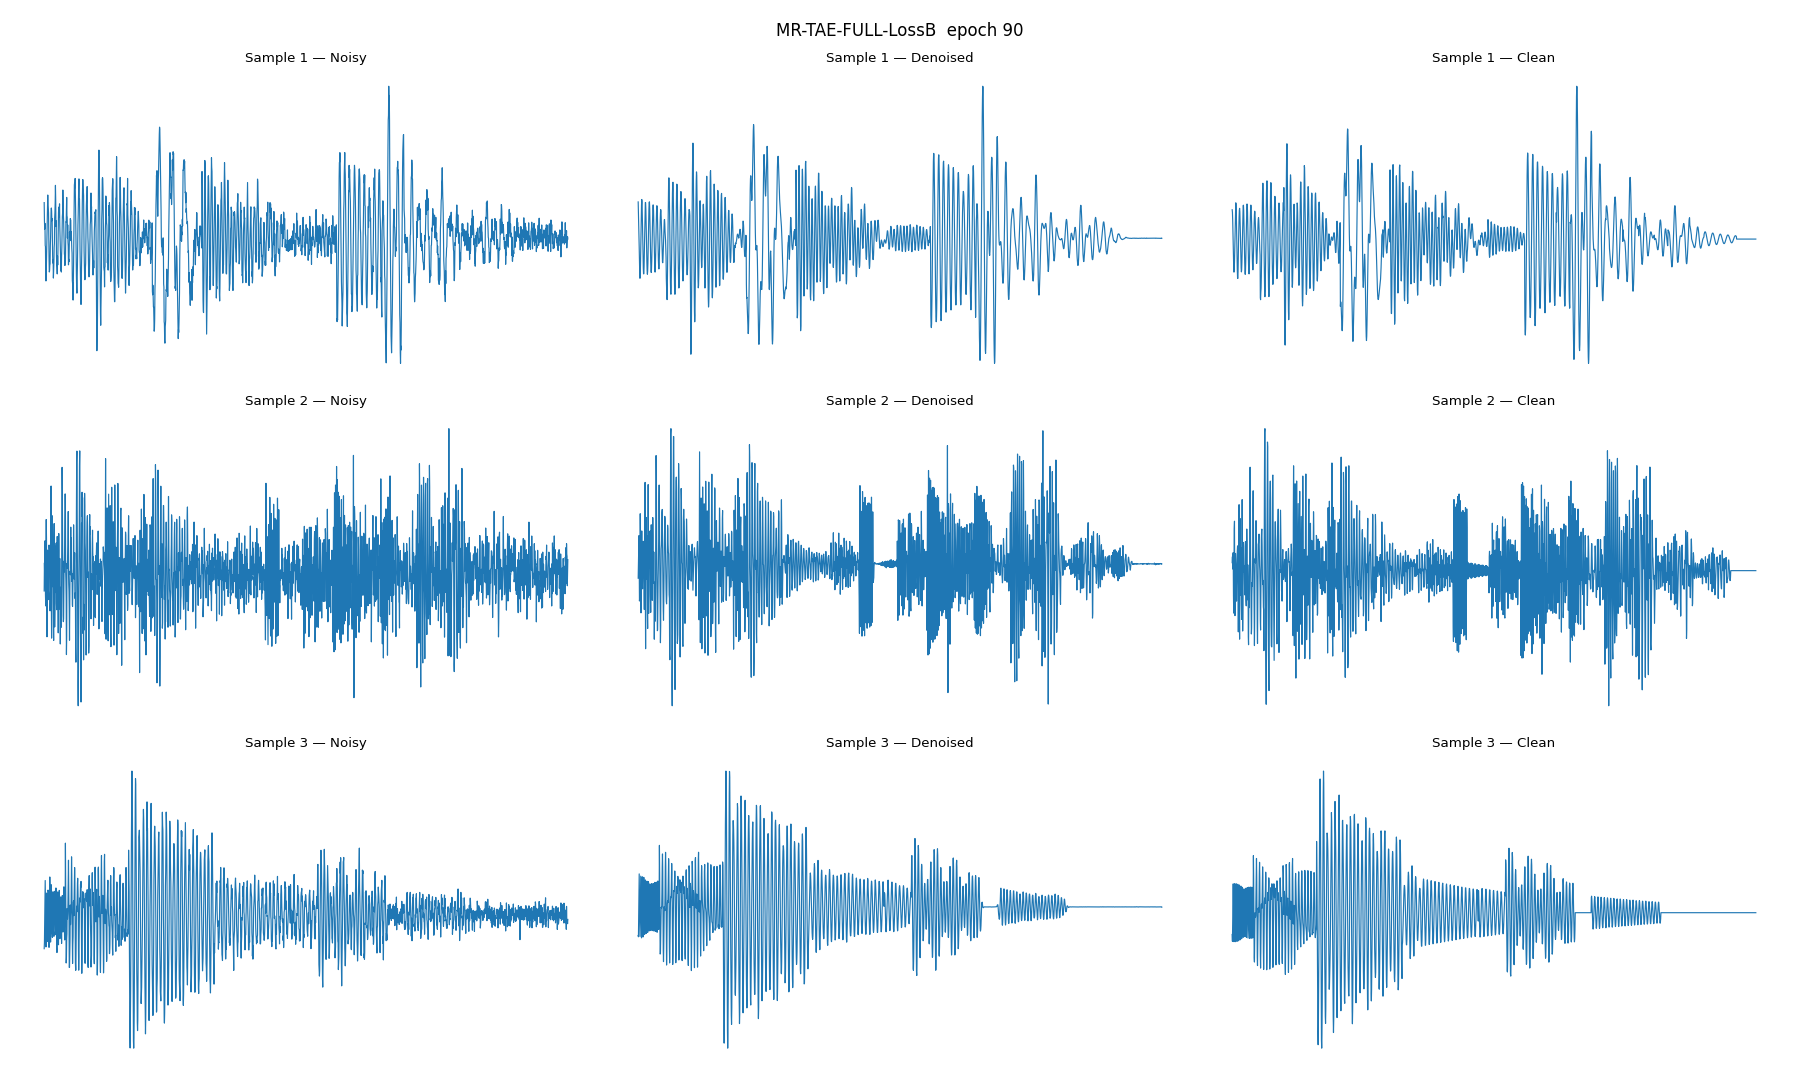 MR-TAE-FULL-LossB  epoch 90
Sample 1 — Noisy
Sample 1 — Denoised
Sample 1 — Clean
Sample 2 — Noisy
Sample 2 — Denoised
Sample 2 — Clean
Sample 3 — Noisy
Sample 3 — Denoised
Sample 3 — Clean